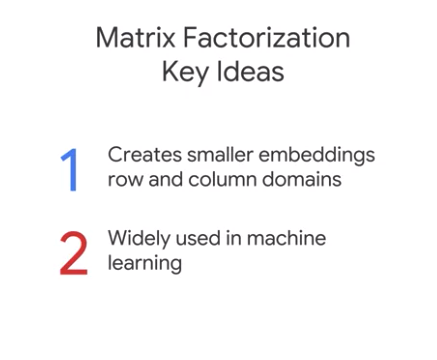 Matrix Factorization
Key Ideas
1
Creates smaller embeddings
row and column domains
2
Widely used in machine
learning